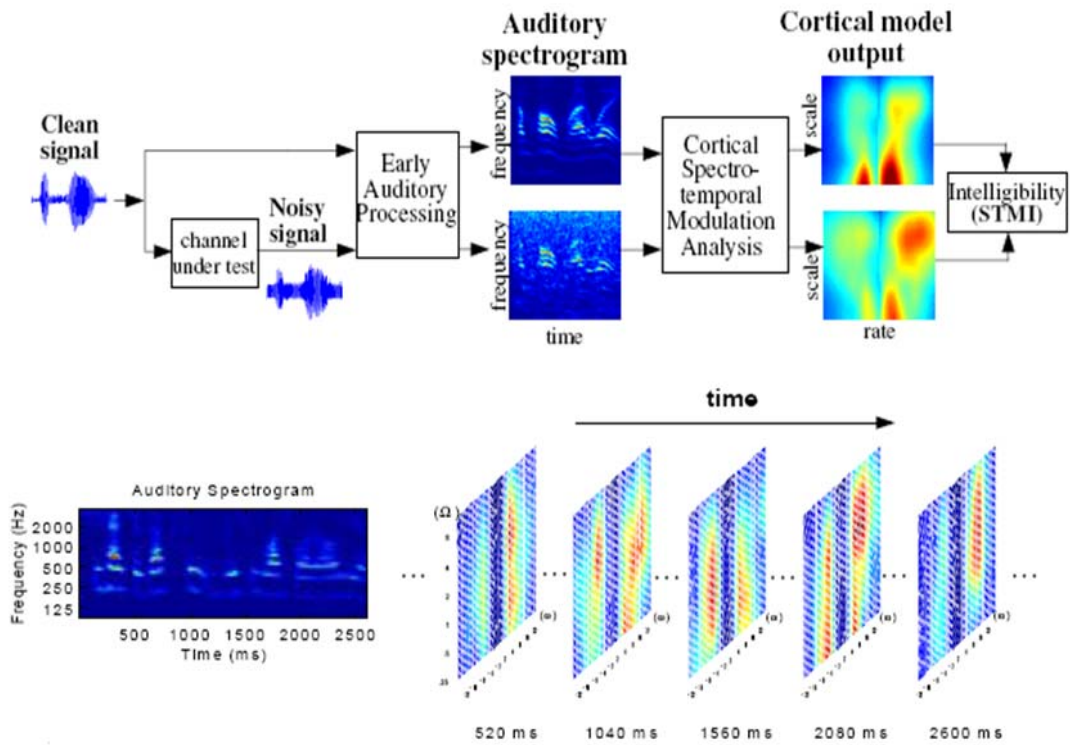 Auditory
spectrogram
Cortical model
output
Clean
signal
frequency
scale
Early
Auditory
Processing
Cortical
Spectro-
temporal
Modulation
Analysis
Intelligibility
(STMI)
Noisy
signal
channel
under test
frequency
scale
time
rate
time
Auditory Spectrogram
Frequency (Hz)
2000
1000
500
250
125
500 1000 1500 2000 2500
Time (ms)
(Ω)
... ... ... ... ... ...
(ω) (ω) (ω) (ω) (ω)
520 ms 1040 ms 1560 ms 2080 ms 2600 ms